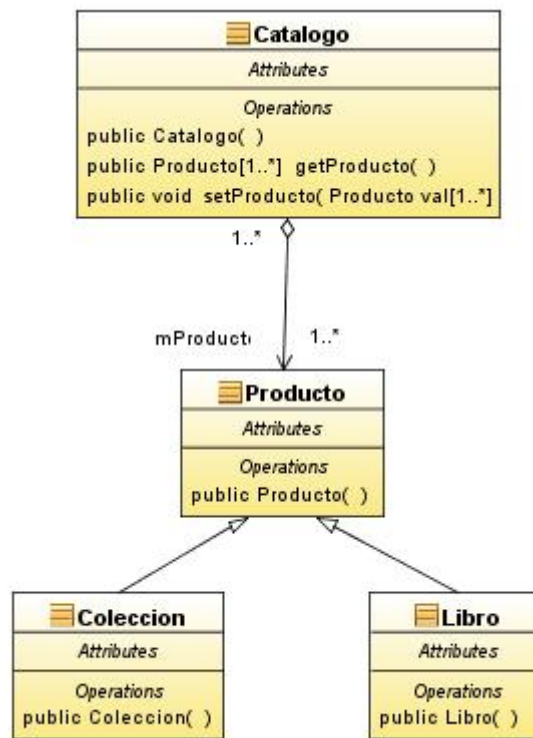 Catalogo
Attributes
Operations
public Catalogo( )
public Producto[1..*] getProducto( )
public void setProducto( Producto val[1..*]
1..*
mProducto
1..*
Producto
Attributes
Operations
public Producto( )
Coleccion
Attributes
Operations
public Coleccion( )
Libro
Attributes
Operations
public Libro( )